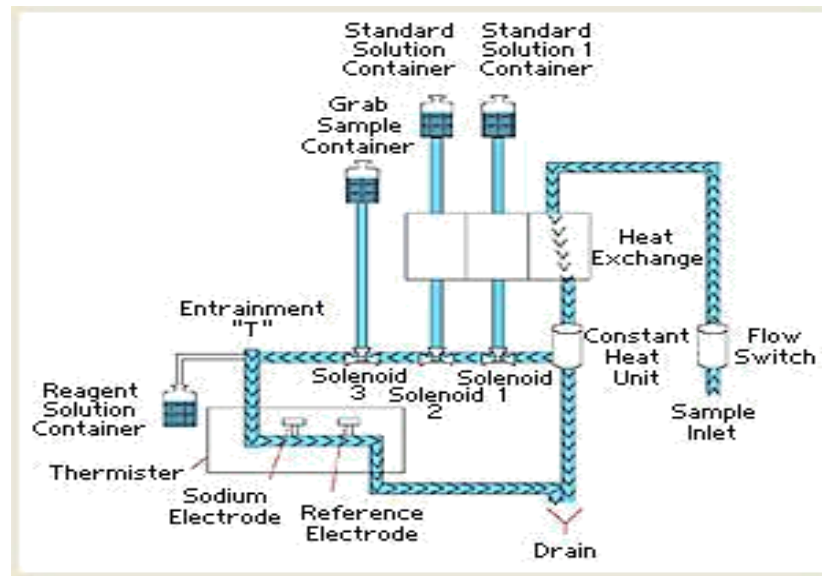 Standard
Solution
Container
Standard
Solution 1
Container
Grab
Sample
Container
Heat
Exchange
Entrainment
"T"
Constant
Heat
Unit
Flow
Switch
Solenoid
3
Solenoid
2
Solenoid
1
Reagent
Solution
Container
Sample
Inlet
Thermister
Sodium
Electrode
Reference
Electrode
Drain